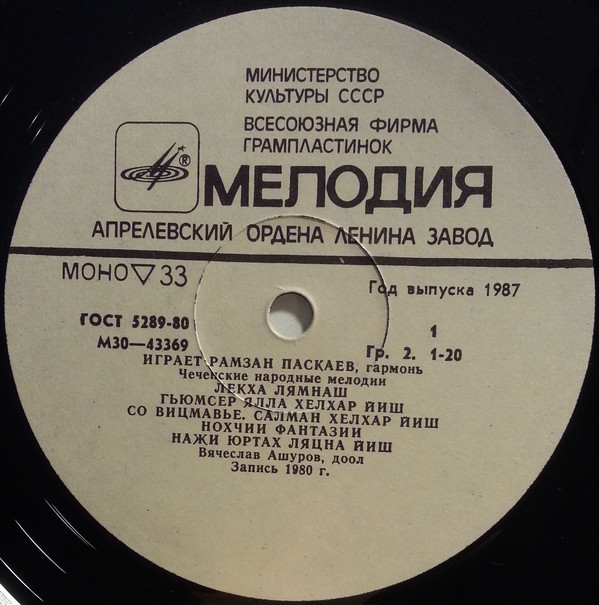 МИНИСТЕРСТВО
КУЛЬТУРЫ СССР
ВСЕСОЮЗНАЯ ФИРМА
ГРАМПЛАСТИНОК
®
МЕЛОДИЯ
АПРЕЛЕВСКИЙ ОРДЕНА ЛЕНИНА ЗАВОД
МОНО ▽ 33
Год выпуска 1987
ГОСТ 5289-80
1
М30—43369
Гр. 2. 1-20
ИГРАЕТ РАМЗАН ПАСКАЕВ, гармонь
Чеченские народные мелодии
ЛЕКХА ЛЯМНАШ
ГЬЮМСЕР ЯЛЛА ХЕЛХАР ЙИШ
СО ВИЦМАВЬЕ. САЛМАН ХЕЛХАР ЙИШ
НОХЧИИ ФАНТАЗИИ
НАЖИ ЮРТАХ ЛЯЦНА ЙИШ
Вячеслав Ашуров, доол
Запись 1980 г.